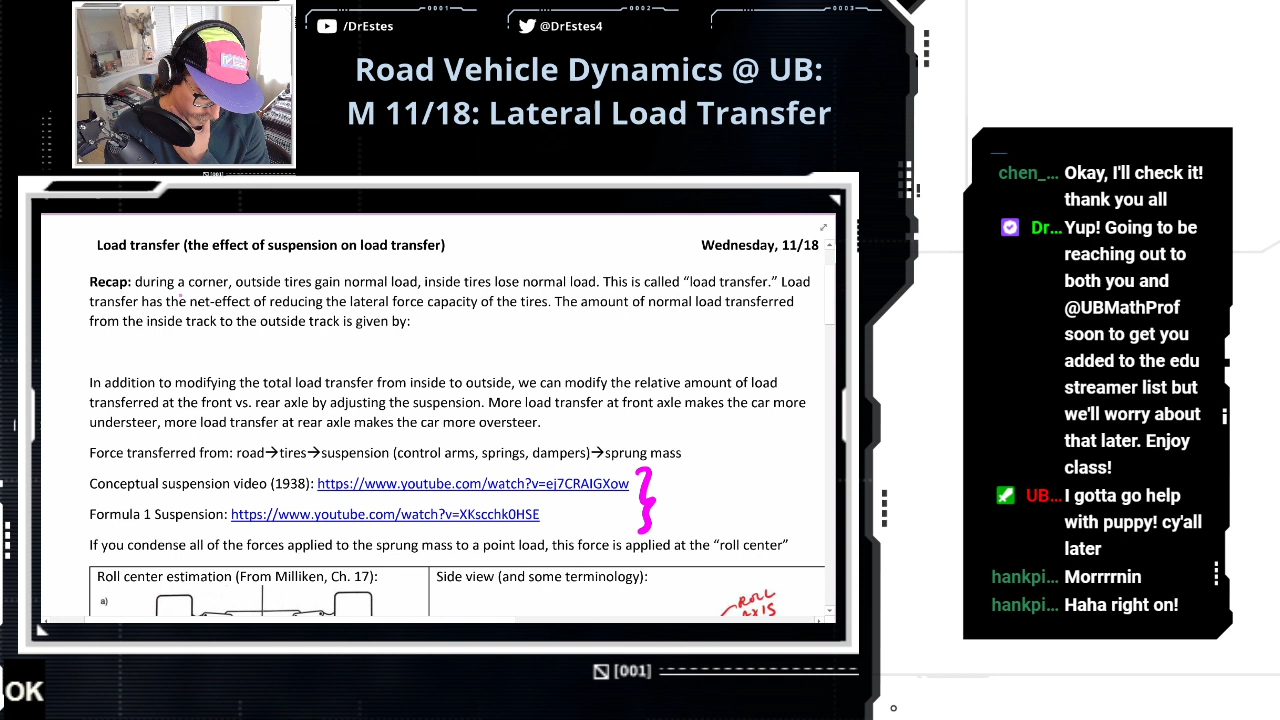 0001
0002
0003
/DrEstes
@DrEstes4
Road Vehicle Dynamics @ UB:
M 11/18: Lateral Load Transfer
[001]
Load transfer (the effect of suspension on load transfer) Wednesday, 11/18
Recap: during a corner, outside tires gain normal load, inside tires lose normal load. This is called “load transfer.” Load
transfer has the net-effect of reducing the lateral force capacity of the tires. The amount of normal load transferred
from the inside track to the outside track is given by:
In addition to modifying the total load transfer from inside to outside, we can modify the relative amount of load
transferred at the front vs. rear axle by adjusting the suspension. More load transfer at front axle makes the car more
understeer, more load transfer at rear axle makes the car more oversteer.
Force transferred from: road→tires→suspension (control arms, springs, dampers)→sprung mass
Conceptual suspension video (1938): https://www.youtube.com/watch?v=ej7CRAIGXow
Formula 1 Suspension: https://www.youtube.com/watch?v=XKscchk0HSE
If you condense all of the forces applied to the sprung mass to a point load, this force is applied at the “roll center”
Roll center estimation (From Milliken, Ch. 17):
a)
Side view (and some terminology):
ROLL
AXIS
[001]
OK
chen_... Okay, I'll check it!
thank you all
Dr... Yup! Going to be
reaching out to
both you and
@UBMathProf
soon to get you
added to the edu
streamer list but
we'll worry about
that later. Enjoy
class!
UB... I gotta go help
with puppy! cy'all
later
hankpi... Morrrrnin
hankpi... Haha right on!